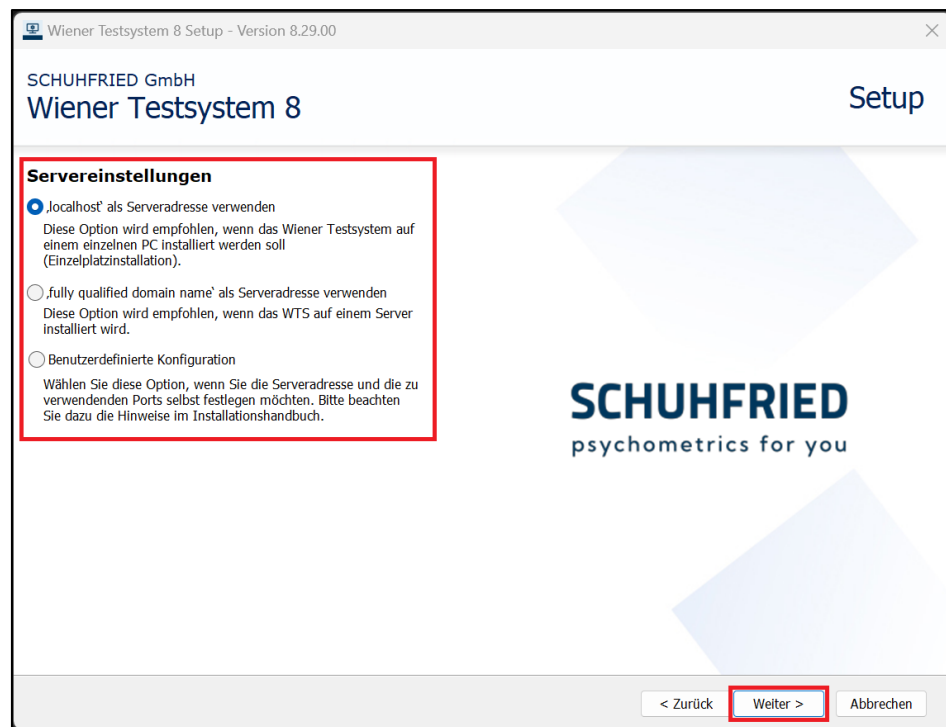 Wiener Testsystem 8 Setup - Version 8.29.00
SCHUHFRIED GmbH
Wiener Testsystem 8
Setup
Servereinstellungen
‚localhost‘ als Serveradresse verwenden
Diese Option wird empfohlen, wenn das Wiener Testsystem auf
einem einzelnen PC installiert werden soll
(Einzelplatzinstallation).
‚fully qualified domain name‘ als Serveradresse verwenden
Diese Option wird empfohlen, wenn das WTS auf einem Server
installiert wird.
Benutzerdefinierte Konfiguration
Wählen Sie diese Option, wenn Sie die Serveradresse und die zu
verwendenden Ports selbst festlegen möchten. Bitte beachten
Sie dazu die Hinweise im Installationshandbuch.
SCHUHFRIED
psychometrics for you
< Zurück
Weiter >
Abbrechen